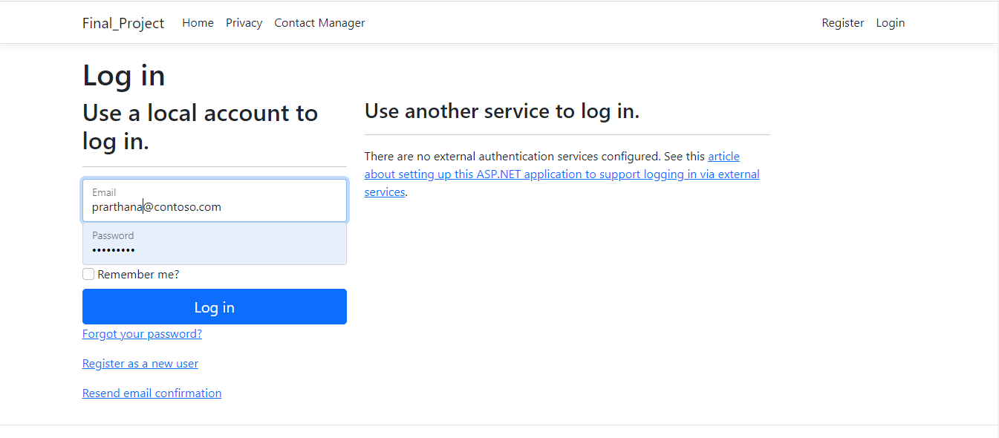 Final_Project Home Privacy Contact Manager Register Login
Log in
Use a local account to
log in.
Email
prarthana@contoso.com
Password
•••••••••
Remember me?
Log in
Forgot your password?
Register as a new user
Resend email confirmation
Use another service to log in.
There are no external authentication services configured. See this article
about setting up this ASP.NET application to support logging in via external
services.